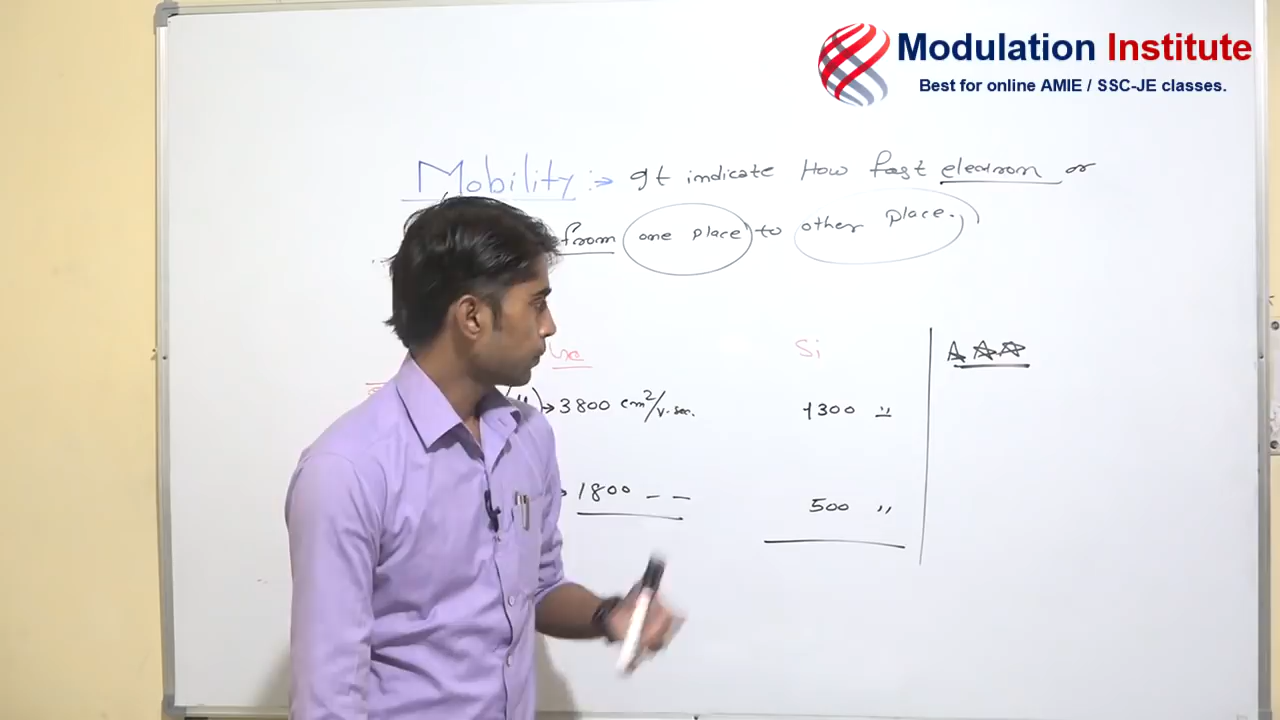 Modulation Institute
Best for online AMIE / SSC-JE classes.
Mobility :→ It indicate How fast electron or
from one place to other place.
Si
→ 3800 cm²/v.sec. 1300 "
1800 – – 500 "